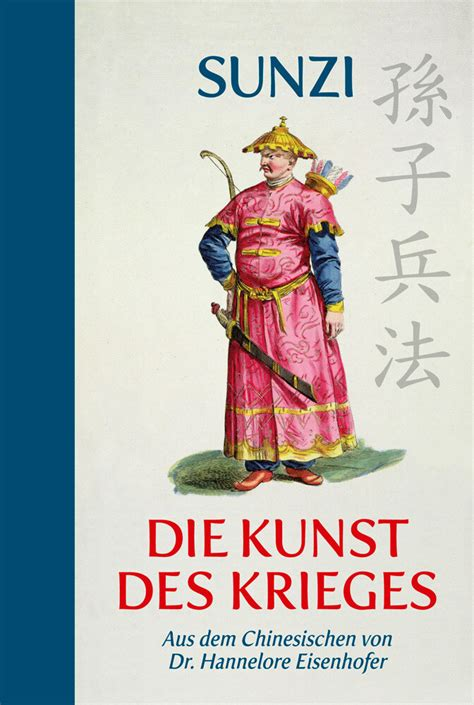 SUNZI
孫子兵法
DIE KUNST
DES KRIEGES
Aus dem Chinesischen von
Dr. Hannelore Eisenhofer